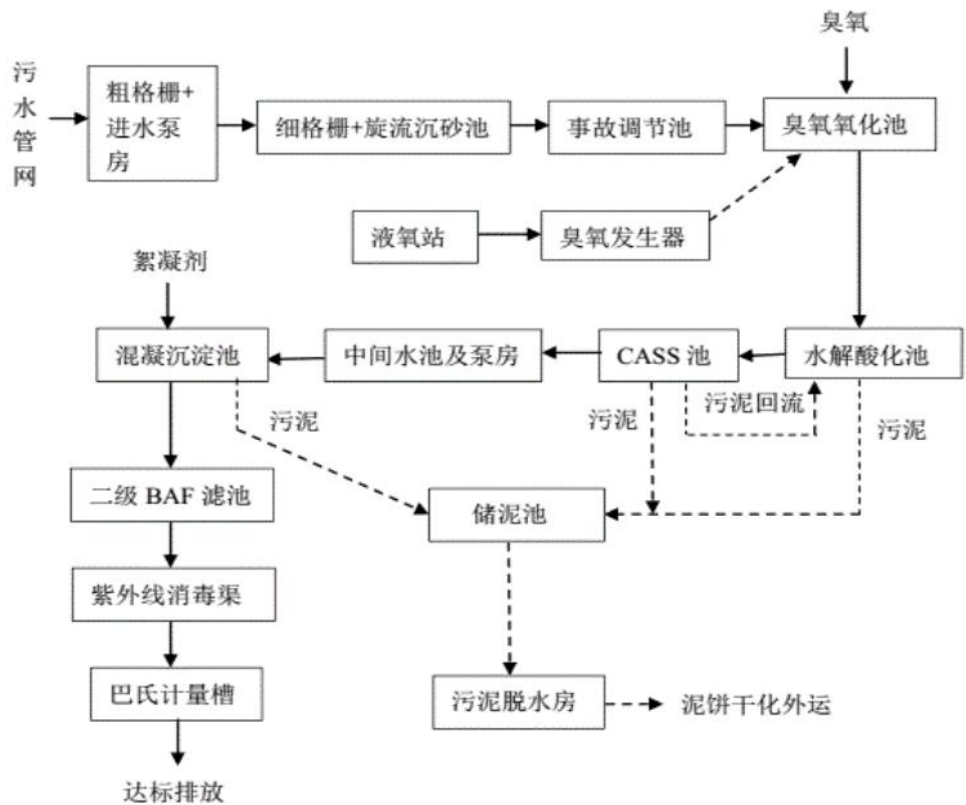 臭氧
污
水
管
网
粗格栅+
进水泵
房
细格栅+旋流沉砂池
事故调节池
臭氧氧化池
液氧站
臭氧发生器
絮凝剂
混凝沉淀池
中间水池及泵房
CASS 池
水解酸化池
污泥
污泥
污泥回流
污泥
二级 BAF 滤池
储泥池
紫外线消毒渠
巴氏计量槽
污泥脱水房
泥饼干化外运
达标排放